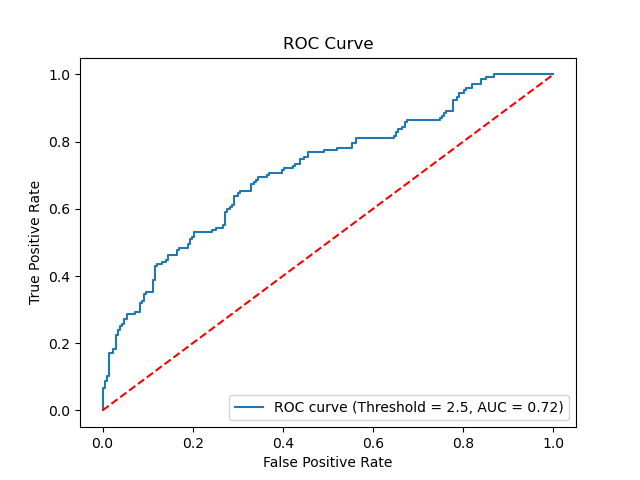 ROC Curve
True Positive Rate
1.0
0.8
0.6
0.4
0.2
0.0
ROC curve (Threshold = 2.5, AUC = 0.72)
0.0 0.2 0.4 0.6 0.8 1.0
False Positive Rate